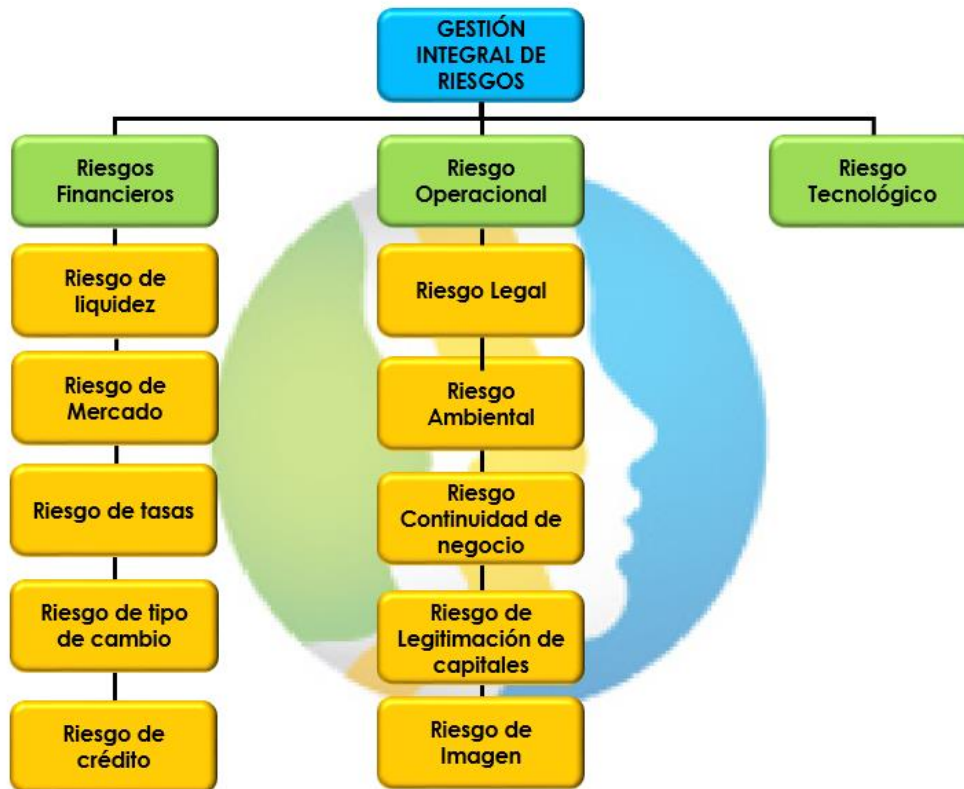 GESTIÓN
INTEGRAL DE
RIESGOS
Riesgos
Financieros
Riesgo
Operacional
Riesgo
Tecnológico
Riesgo de
liquidez
Riesgo de
Mercado
Riesgo de tasas
Riesgo de tipo
de cambio
Riesgo de
crédito
Riesgo Legal
Riesgo
Ambiental
Riesgo
Continuidad de
negocio
Riesgo de
Legitimación de
capitales
Riesgo de
Imagen